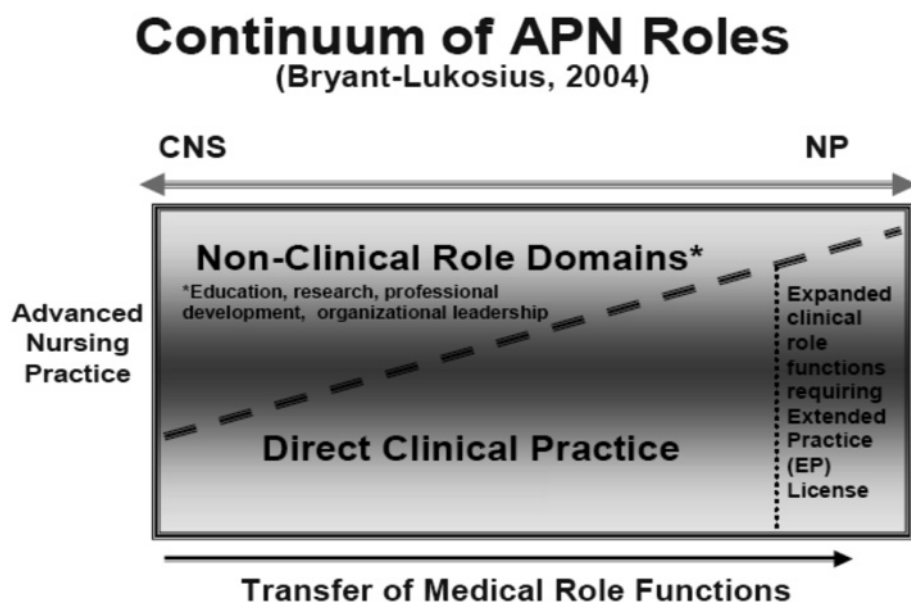 Continuum of APN Roles
(Bryant-Lukosius, 2004)
CNS
NP
Non-Clinical Role Domains*
*Education, research, professional
development, organizational leadership
Advanced
Nursing
Practice
Expanded
clinical
role
functions
requiring
Extended
Practice
(EP)
License
Direct Clinical Practice
Transfer of Medical Role Functions